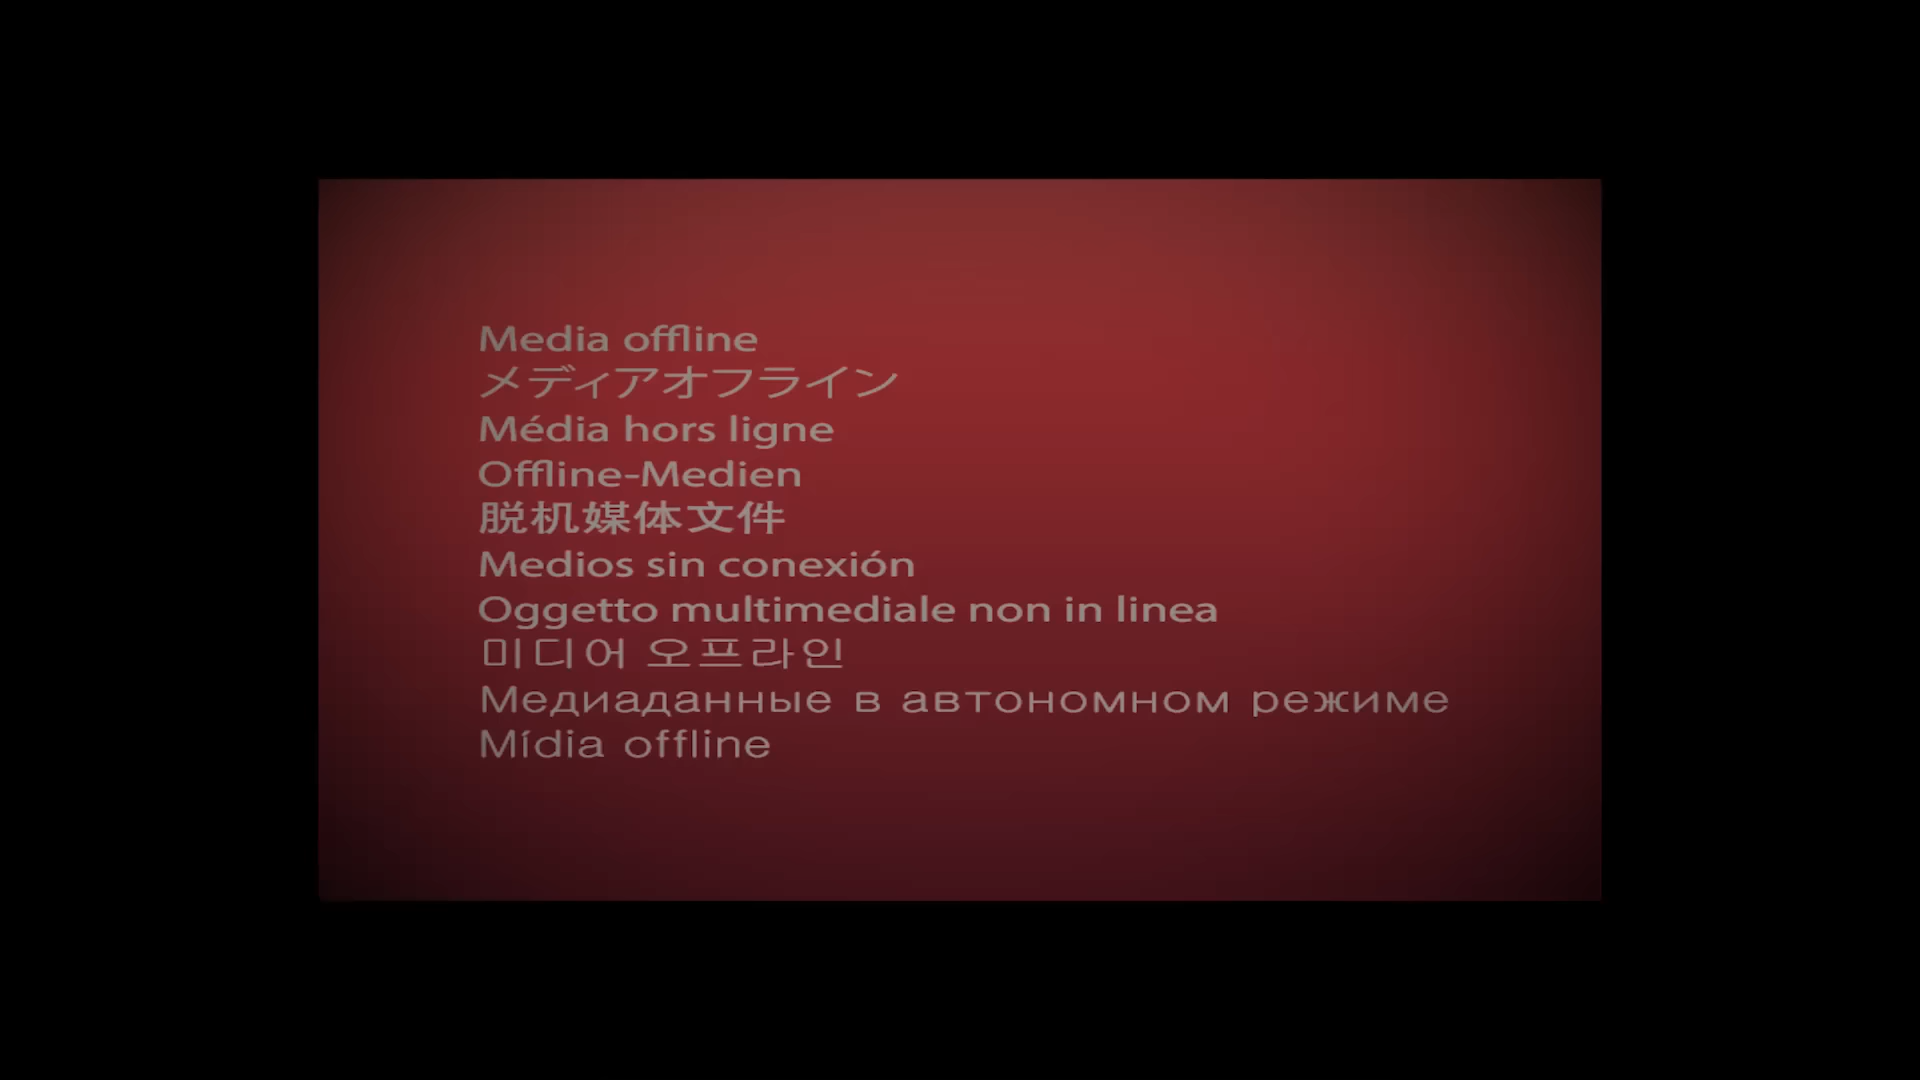 Media offline
メディアオフライン
Média hors ligne
Offline-Medien
脱机媒体文件
Medios sin conexión
Oggetto multimediale non in linea
미디어 오프라인
Медиаданные в автономном режиме
Mídia offline